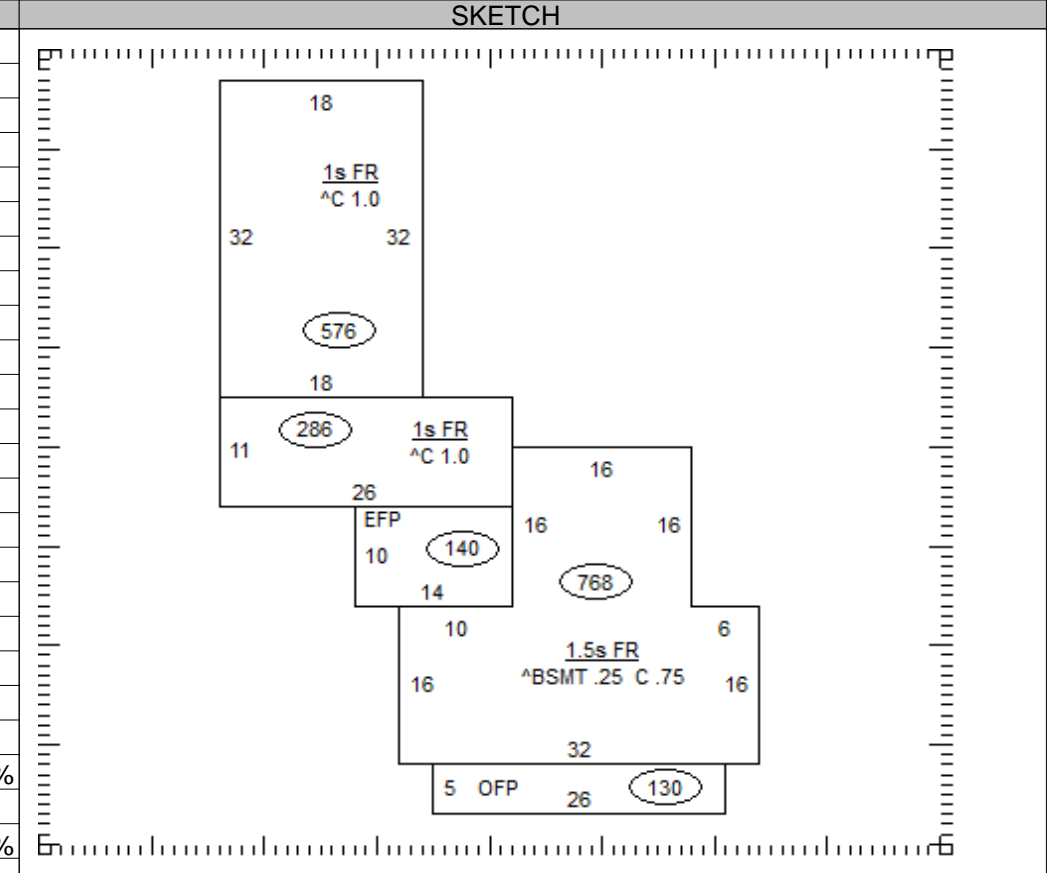 SKETCH
18
1s FR
^C 1.0
32 32
576
18
286 1s FR
11 ^C 1.0
26
16
EFP
16 16
10 140
14
768
10 6
1.5s FR
^BSMT .25 C .75
16 16
32
%
5 OFP 26 130
%